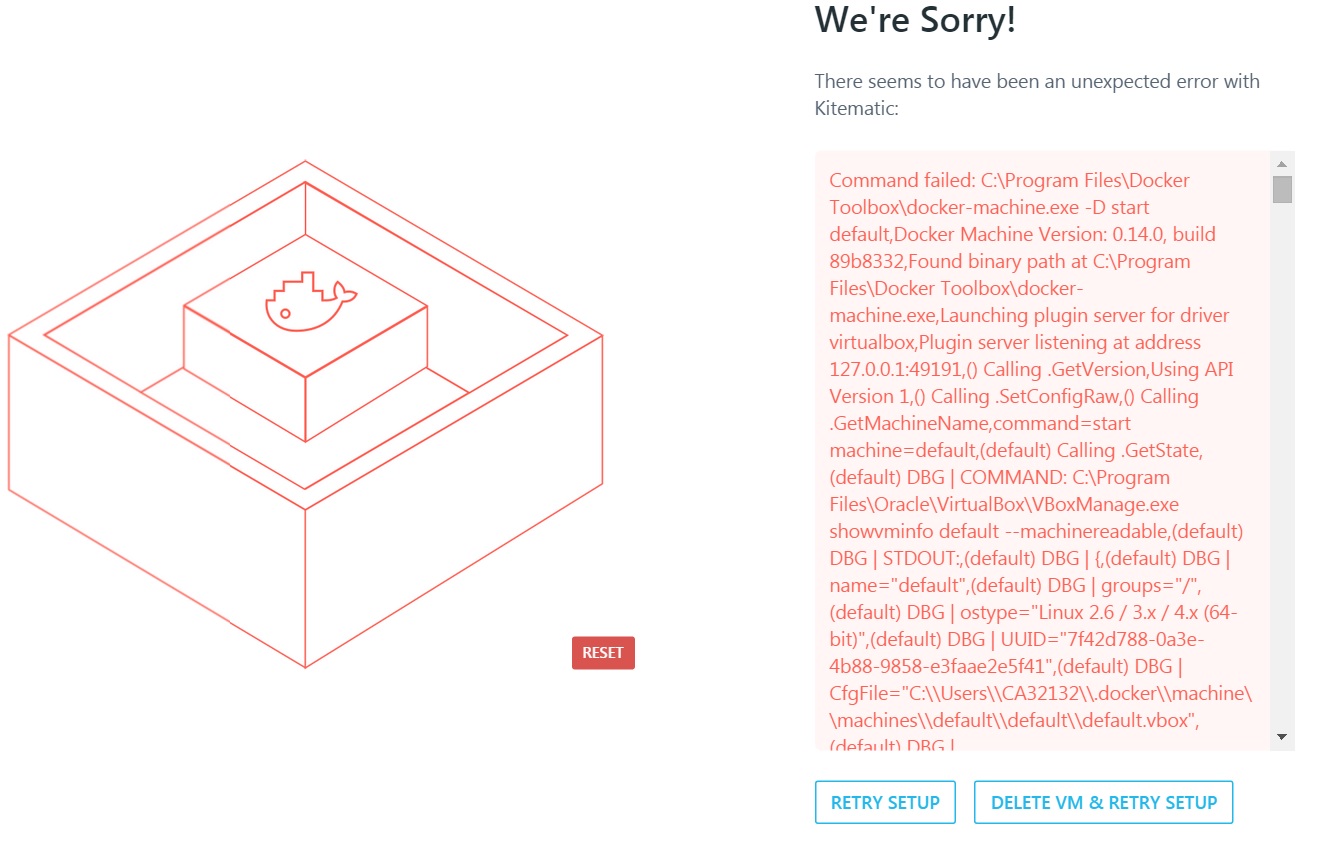 We're Sorry!
There seems to have been an unexpected error with
Kitematic:
Command failed: C:\Program Files\Docker
Toolbox\docker-machine.exe -D start
default,Docker Machine Version: 0.14.0, build
89b8332,Found binary path at C:\Program
Files\Docker Toolbox\docker-
machine.exe,Launching plugin server for driver
virtualbox,Plugin server listening at address
127.0.0.1:49191,() Calling .GetVersion,Using API
Version 1,() Calling .SetConfigRaw,() Calling
.GetMachineName,command=start
machine=default,(default) Calling .GetState,
(default) DBG | COMMAND: C:\Program
Files\Oracle\VirtualBox\VBoxManage.exe
showvminfo default --machinereadable,(default)
DBG | STDOUT:,(default) DBG | {,(default) DBG |
name="default",(default) DBG | groups="/",
(default) DBG | ostype="Linux 2.6 / 3.x / 4.x (64-
bit)",(default) DBG | UUID="7f42d788-0a3e-
4b88-9858-e3faae2e5f41",(default) DBG |
CfgFile="C:\\Users\\CA32132\\.docker\\machine\
\machines\\default\\default\\default.vbox",
(default) DBG |
RESET
RETRY SETUP
DELETE VM & RETRY SETUP